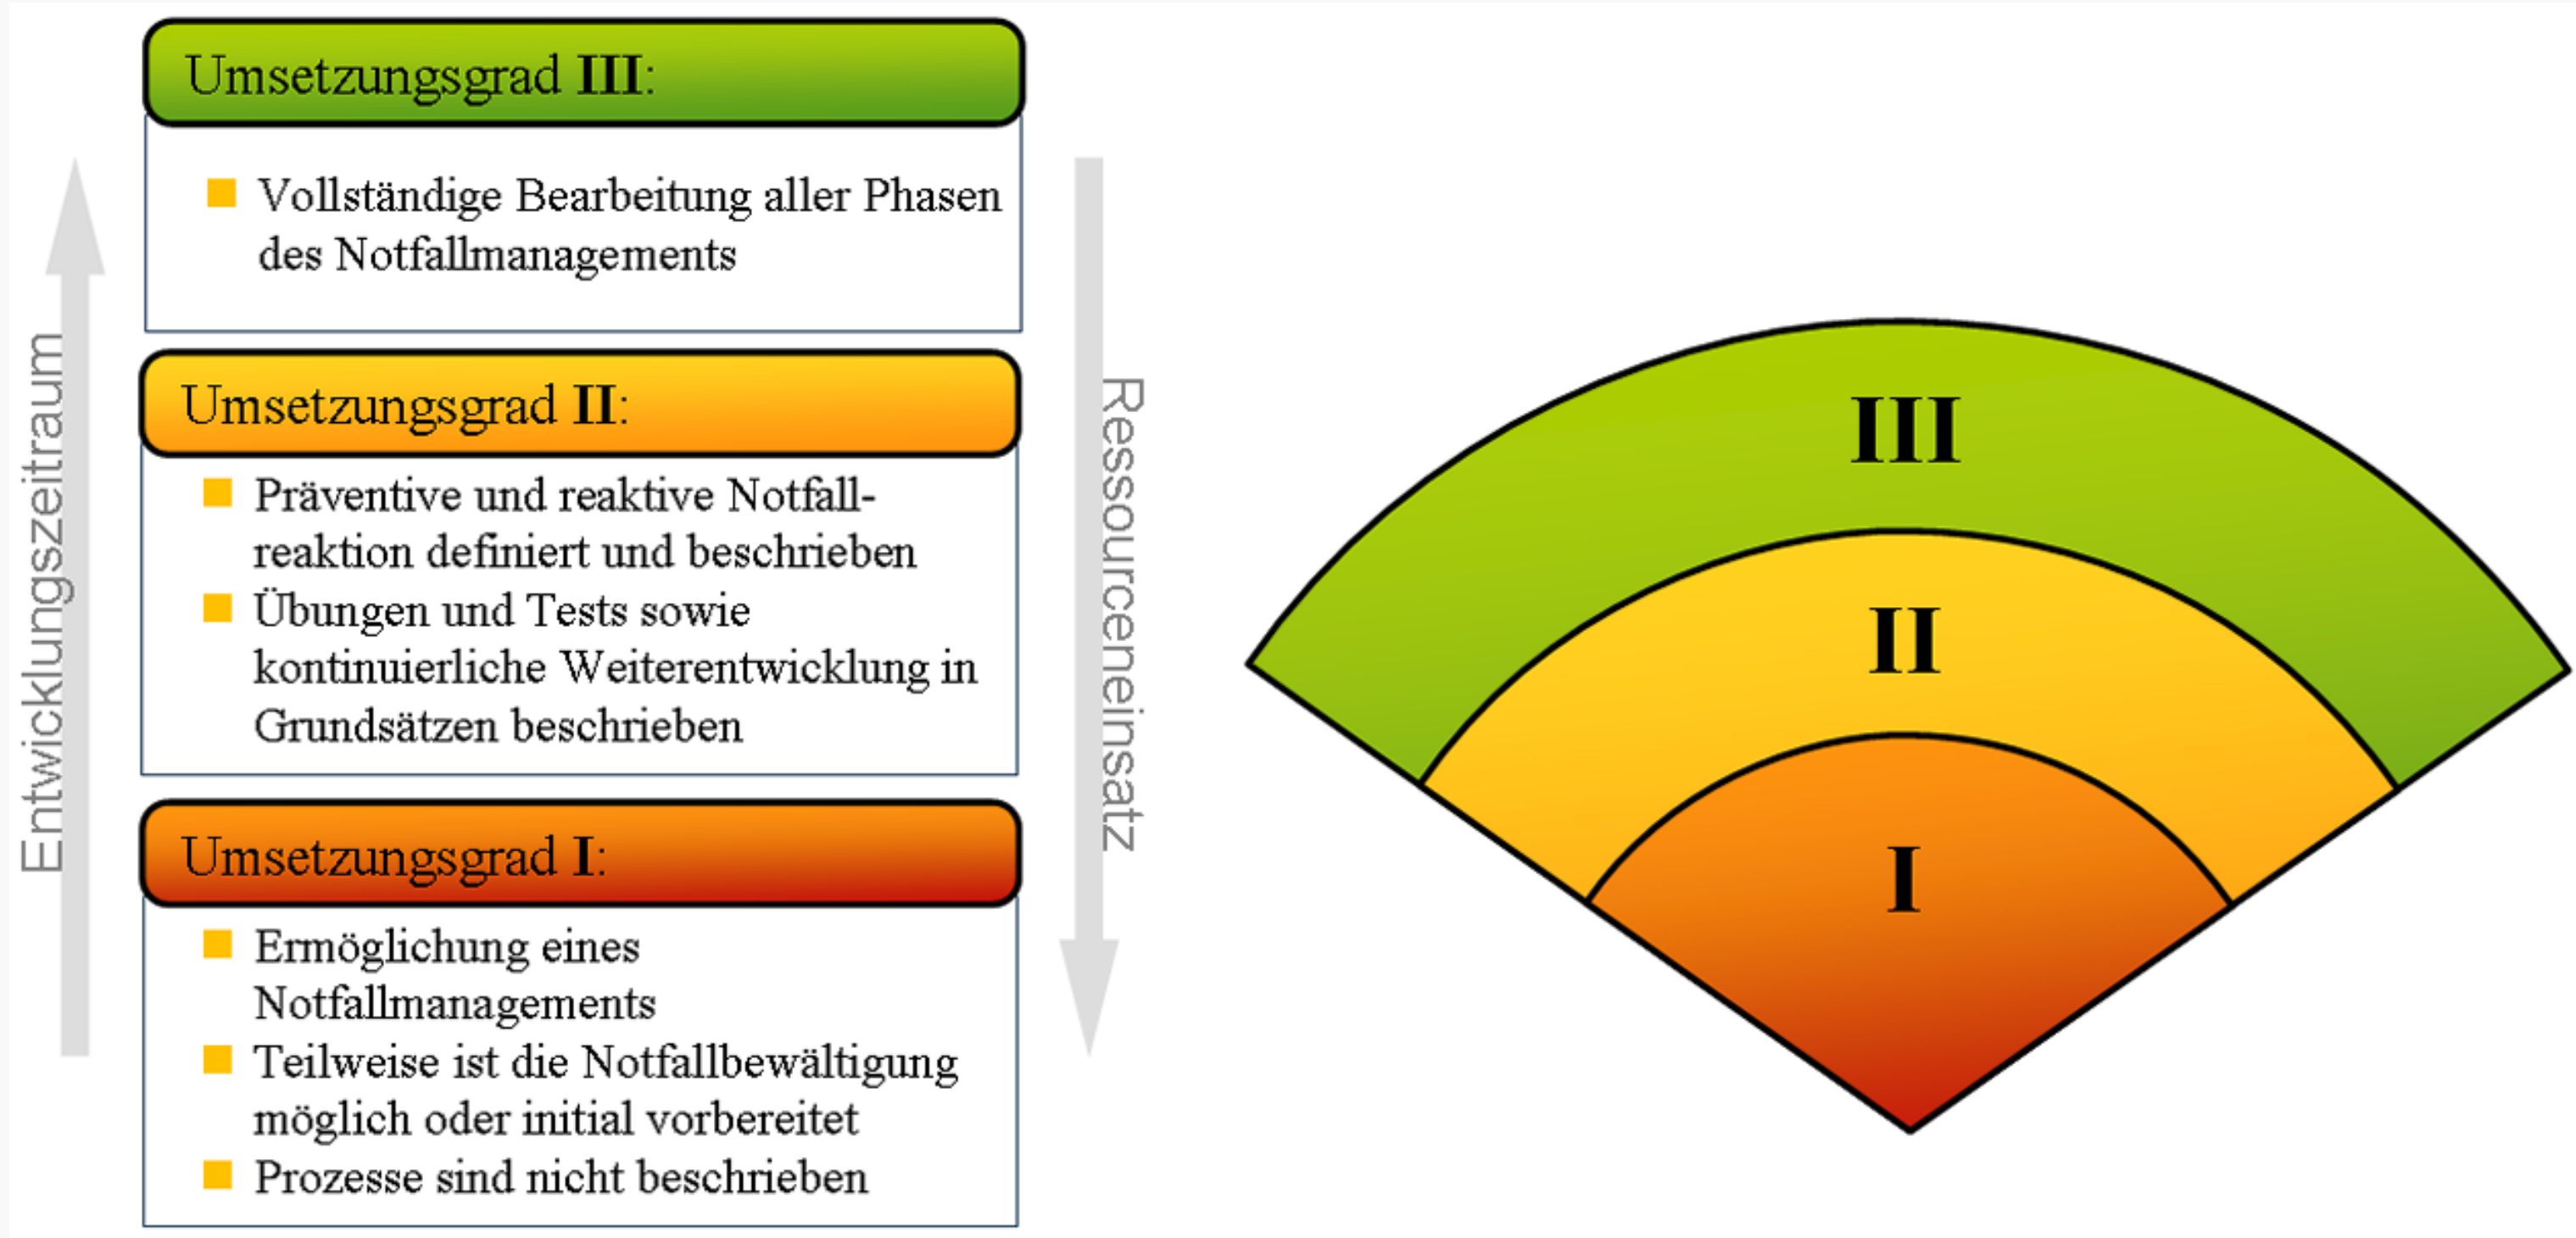 Umsetzungsgrad III:
Vollständige Bearbeitung aller Phasen
des Notfallmanagements
Umsetzungsgrad II:
Präventive und reaktive Notfall-
reaktion definiert und beschrieben
Übungen und Tests sowie
kontinuierliche Weiterentwicklung in
Grundsätzen beschrieben
Umsetzungsgrad I:
Ermöglichung eines
Notfallmanagements
Teilweise ist die Notfallbewältigung
möglich oder initial vorbereitet
Prozesse sind nicht beschrieben
Entwicklungszeitraum
Ressourceneinsatz
III
II
I